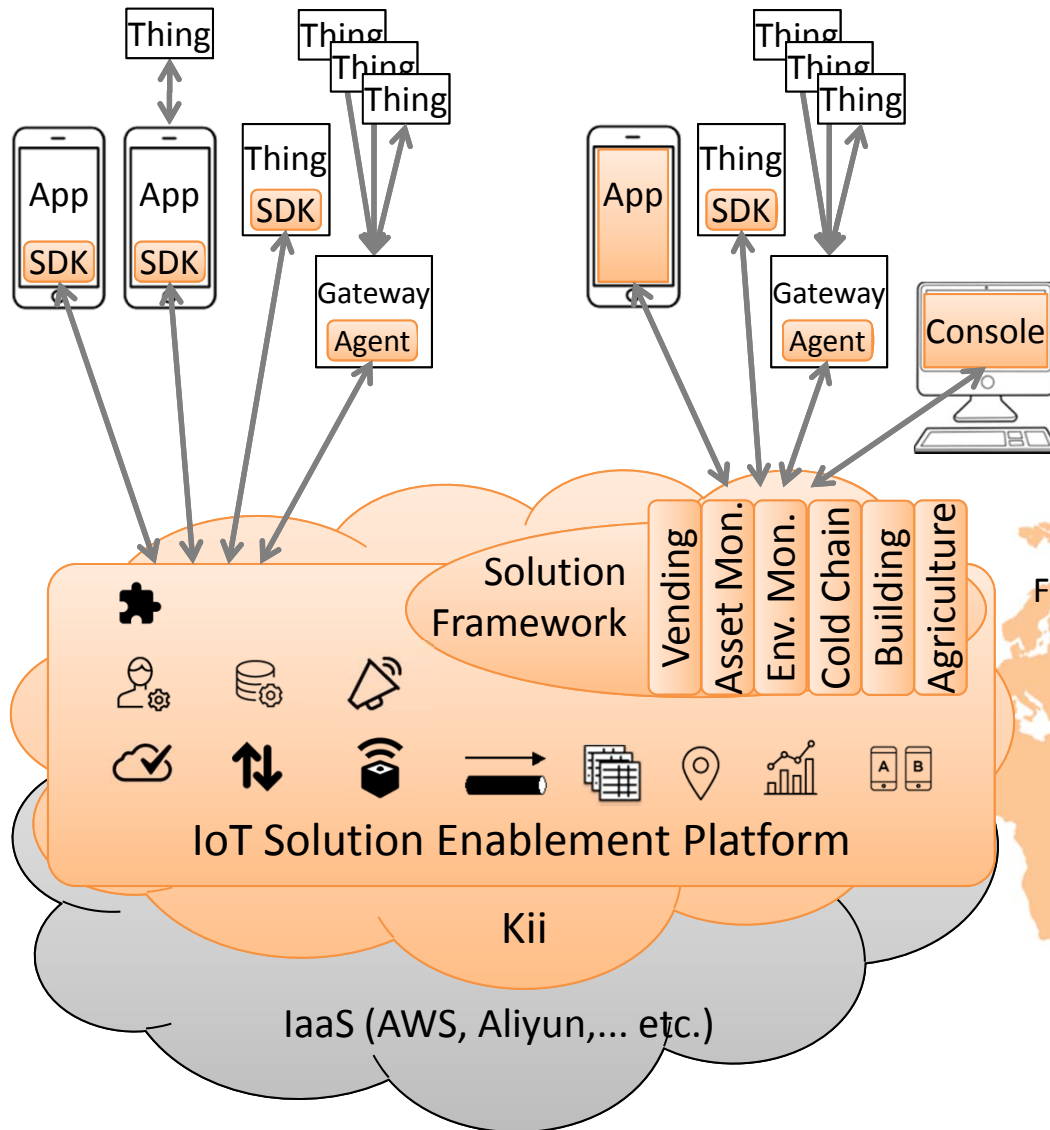 Thing
Thing
Thing
Thing
Thing
Thing
Thing
App
SDK
App
SDK
Thing
SDK
Gateway
Agent
App
Thing
SDK
Gateway
Agent
Console
Solution
Framework
Vending
Asset Mon.
Env. Mon.
Cold Chain
Building
Agriculture
F
A B
IoT Solution Enablement Platform
Kii
IaaS (AWS, Aliyun,... etc.)